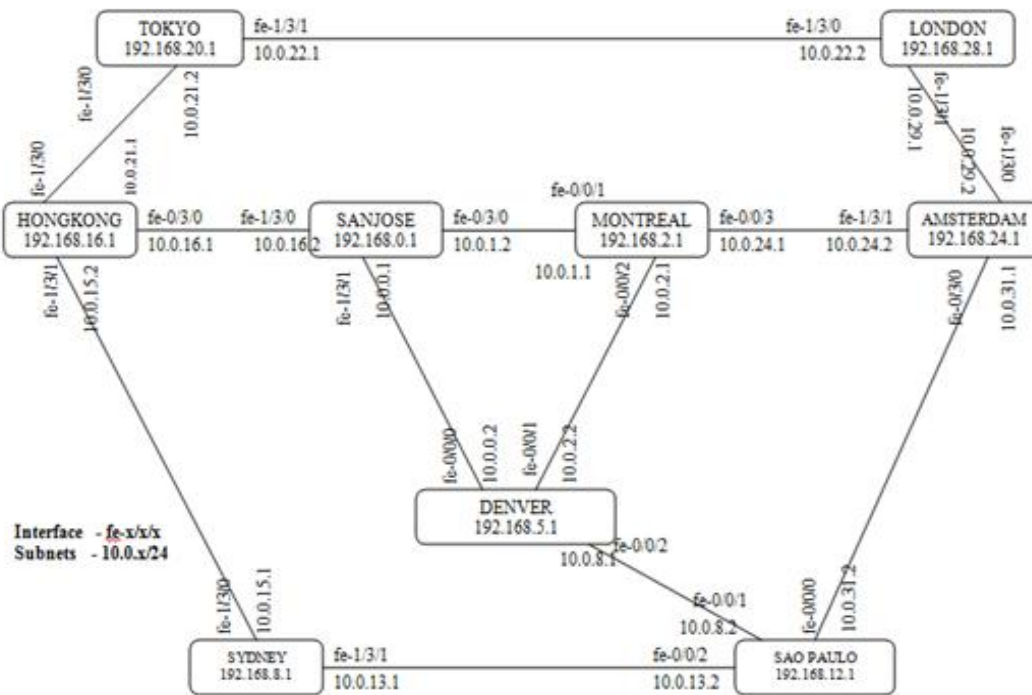 TOKYO
192.168.20.1
fe-1/3/1
10.0.22.1
fe-1/3/0
10.0.22.2
LONDON
192.168.28.1
fe-1/3/0
10.0.21.2
fe-1/3/1
10.0.29.1
fe-1/3/0
10.0.21.1
10.0.29.2
fe-1/3/0
HONGKONG
192.168.16.1
fe-0/3/0
10.0.16.1
fe-1/3/0
10.0.16.2
SANJOSE
192.168.0.1
fe-0/3/0
10.0.1.2
fe-0/0/1
10.0.1.1
MONTREAL
192.168.2.1
fe-0/0/3
10.0.24.1
fe-1/3/1
10.0.24.2
AMSTERDAM
192.168.24.1
fe-1/3/1
10.0.15.2
fe-1/3/1
10.0.0.1
fe-0/0/2
10.0.2.1
fe-0/0/0
10.0.31.1
fe-0/0/0
10.0.0.2
fe-0/0/1
10.0.2.2
DENVER
192.168.5.1
fe-0/0/2
10.0.8.1
Interface - fe-x/x/x
Subnets - 10.0.x/24
fe-1/3/0
10.0.15.1
fe-0/0/1
10.0.8.2
fe-0/0/0
10.0.31.2
SYDNEY
192.168.8.1
fe-1/3/1
10.0.13.1
fe-0/0/2
10.0.13.2
SAO PAULO
192.168.12.1